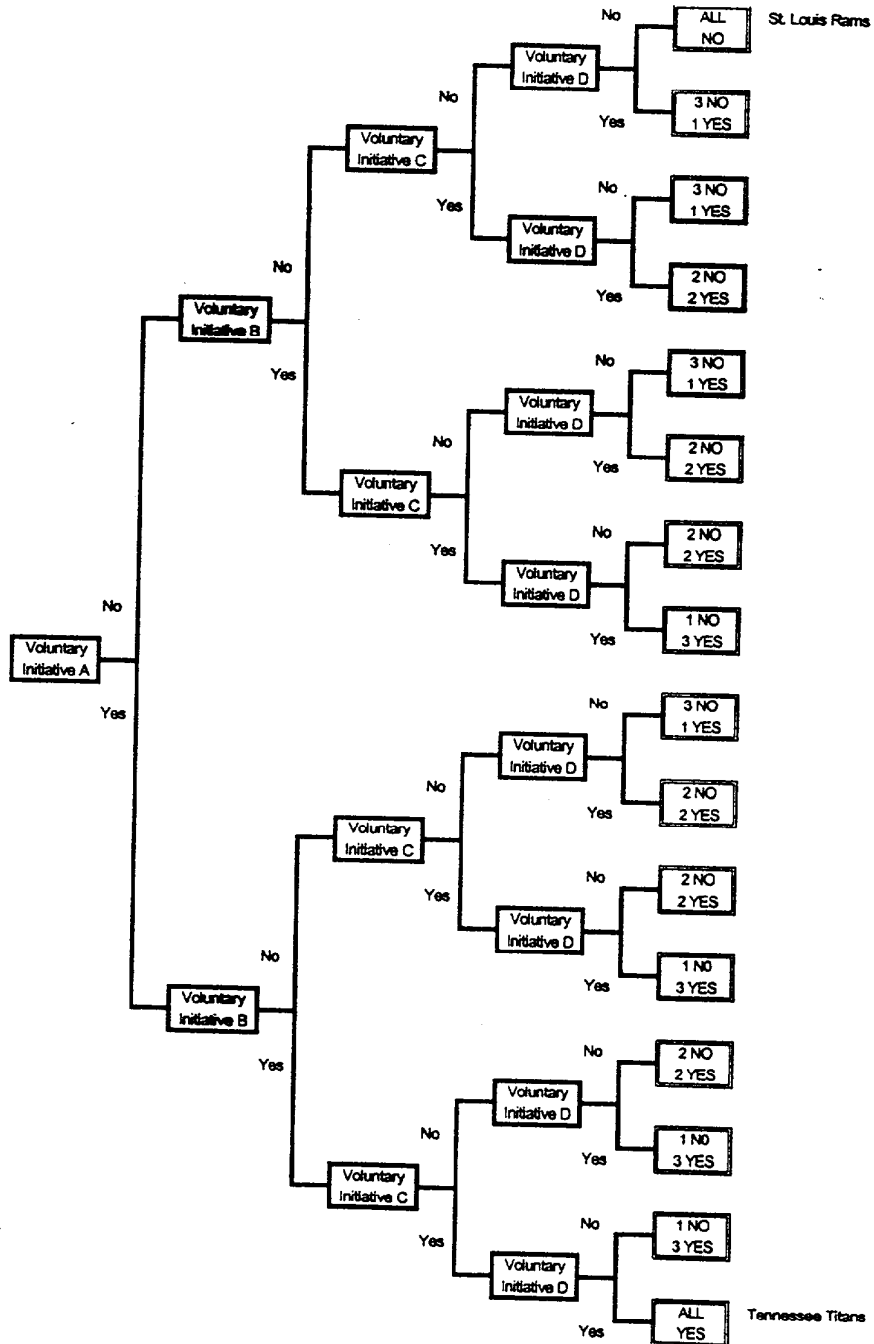 No
ALL
NO
St. Louis Rams
Voluntary
Initiative D
No
Yes
3 NO
1 YES
No
Voluntary
Initiative C
No
3 NO
1 YES
Yes
Voluntary
Initiative D
No
Yes
2 NO
2 YES
Voluntary
Initiative B
No
3 NO
1 YES
Yes
Voluntary
Initiative D
No
Yes
2 NO
2 YES
Voluntary
Initiative C
No
2 NO
2 YES
Yes
Voluntary
Initiative D
No
Yes
1 NO
3 YES
Voluntary
Initiative A
Yes
No
3 NO
1 YES
Voluntary
Initiative D
No
Yes
2 NO
2 YES
Voluntary
Initiative C
No
2 NO
2 YES
Yes
Voluntary
Initiative D
No
Yes
1 NO
3 YES
Voluntary
Initiative B
No
2 NO
2 YES
Yes
Voluntary
Initiative D
No
Yes
1 NO
3 YES
Voluntary
Initiative C
No
1 NO
3 YES
Yes
Voluntary
Initiative D
Yes
ALL
YES
Tennessee Titans